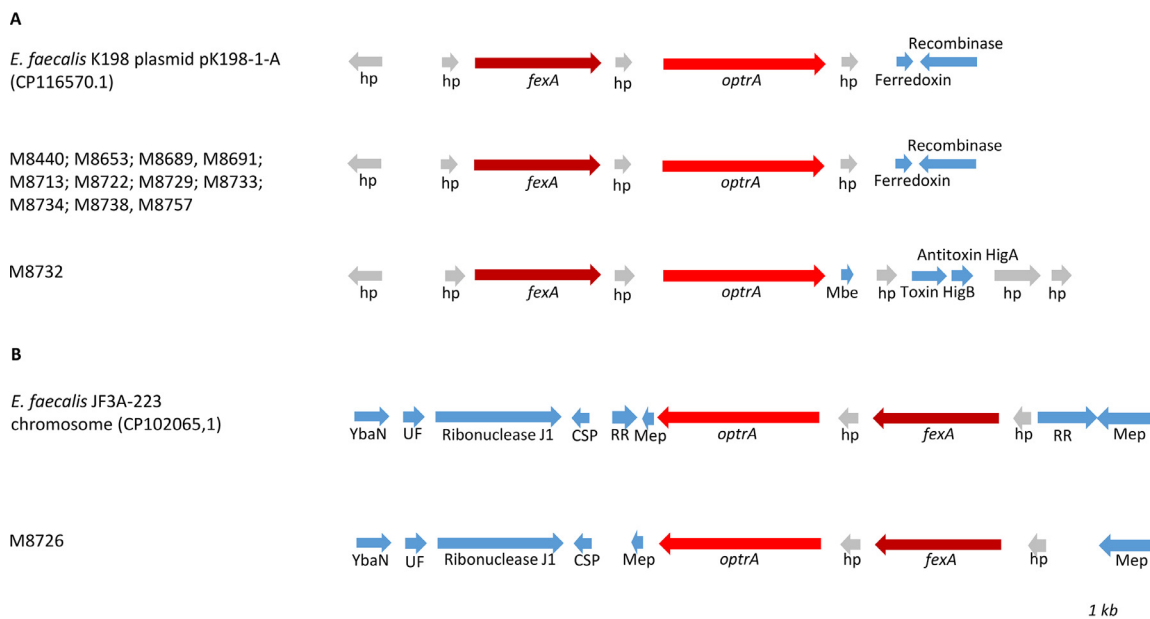 A
E. faecalis K198 plasmid pK198-1-A
(CP116570.1)
hp
hp
fexA
hp
optrA
hp
Recombinase
Ferredoxin
M8440; M8653; M8689, M8691;
M8713; M8722; M8729; M8733;
M8734; M8738, M8757
hp
hp
fexA
hp
optrA
hp
Recombinase
Ferredoxin
M8732
hp
hp
fexA
hp
optrA
Mbe
hp
Antitoxin HigA
Toxin HigB
hp
hp
B
E. faecalis JF3A-223
chromosome (CP102065,1)
YbaN
UF
Ribonuclease J1
CSP
RR
Mep
optrA
hp
fexA
hp
RR
Mep
M8726
YbaN
UF
Ribonuclease J1
CSP
Mep
optrA
hp
fexA
hp
Mep
1 kb